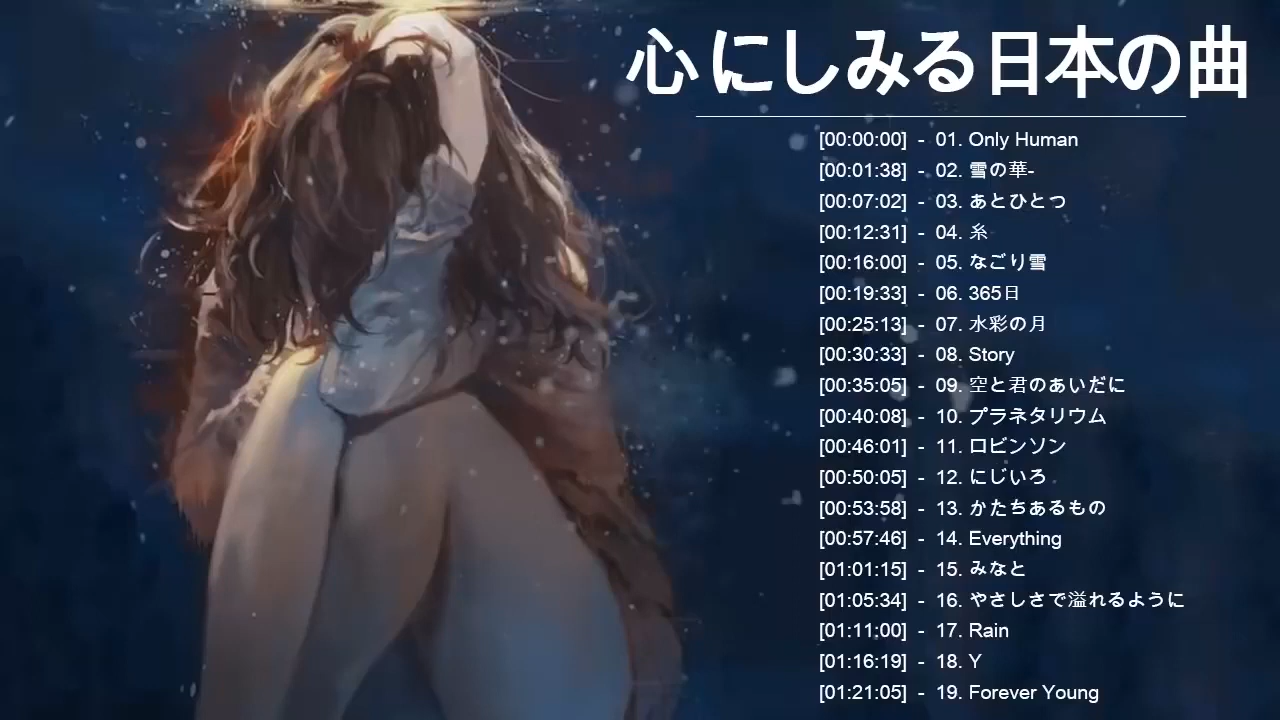 心にしみる日本の曲
[00:00:00] - 01. Only Human
[00:01:38] - 02. 雪の華-
[00:07:02] - 03. あとひとつ
[00:12:31] - 04. 糸
[00:16:00] - 05. なごり雪
[00:19:33] - 06. 365日
[00:25:13] - 07. 水彩の月
[00:30:33] - 08. Story
[00:35:05] - 09. 空と君のあいだに
[00:40:08] - 10. プラネタリウム
[00:46:01] - 11. ロビンソン
[00:50:05] - 12. にじいろ
[00:53:58] - 13. かたちあるもの
[00:57:46] - 14. Everything
[01:01:15] - 15. みなと
[01:05:34] - 16. やさしさで溢れるように
[01:11:00] - 17. Rain
[01:16:19] - 18. Y
[01:21:05] - 19. Forever Young